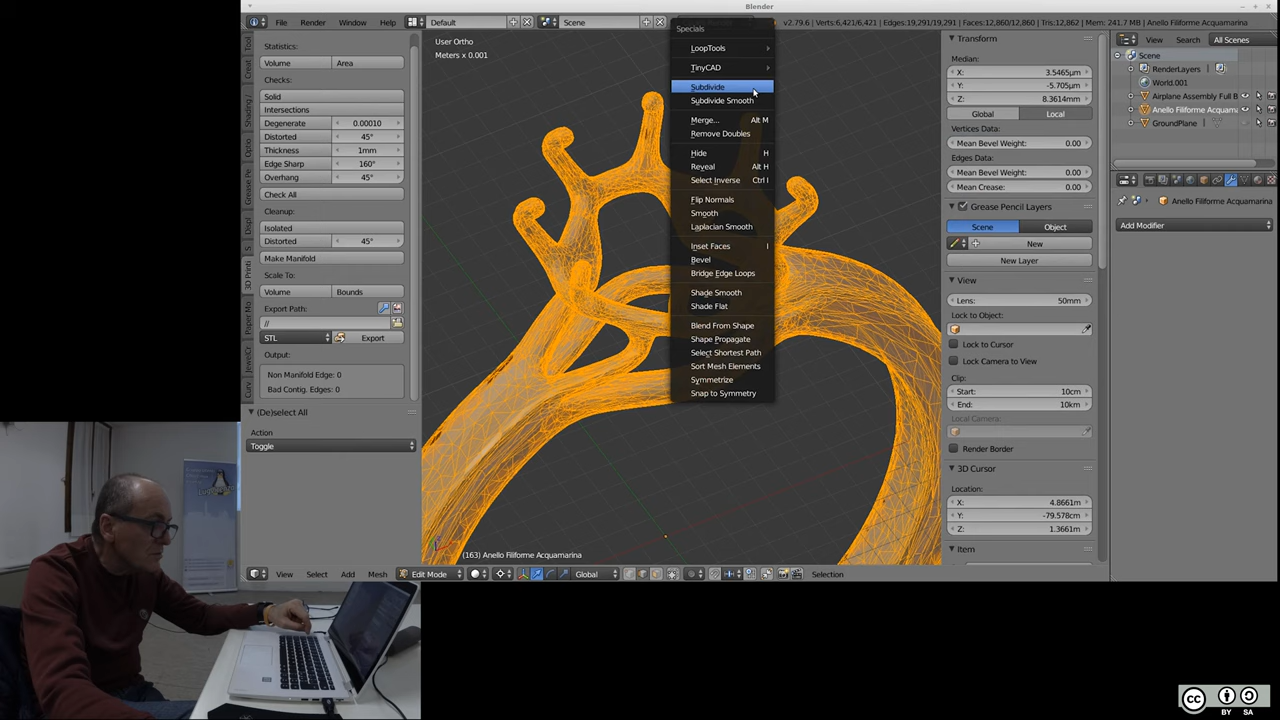 Blender
File
Render
Window
Help
Default
Scene
v2.79.6 | Verts:6,421/6,421 | Edges:19,291/19,291 | Faces:12,860/12,860 | Tris:12,862 | Mem: 241.7 MB | Anello Filiforme Acquamarina
Statistics:
Volume
Area
Checks:
Solid
Intersections
Degenerate 0.00010
Distorted 45°
Thickness 1mm
Edge Sharp 160°
Overhang 45°
Check All
Cleanup:
Isolated
Distorted 45°
Make Manifold
Scale To:
Volume
Bounds
Export Path:
//
STL
Export
Output:
Non Manifold Edge: 0
Bad Contig. Edges: 0
(De)select All
Action
Toggle
User Ortho
Meters x 0.001
Specials
LoopTools
TinyCAD
Subdivide
Subdivide Smooth
Merge... Alt M
Remove Doubles
Hide H
Reveal Alt H
Select Inverse Ctrl I
Flip Normals
Smooth
Laplacian Smooth
Inset Faces I
Bevel
Bridge Edge Loops
Shade Smooth
Shade Flat
Blend From Shape
Shape Propagate
Select Shortest Path
Sort Mesh Elements
Symmetrize
Snap to Symmetry
(163) Anello Filiforme Acquamarina
View
Select
Add
Mesh
Edit Mode
Global
Selection
Transform
Median:
X: 3.5465µm
Y: -5.705µm
Z: 8.3614mm
Global
Local
Vertices Data:
Mean Bevel Weight: 0.00
Edges Data:
Mean Bevel Weight: 0.00
Mean Crease: 0.00
Grease Pencil Layers
Scene
Object
New
New Layer
View
Lens: 50mm
Lock to Object:
Lock to Cursor
Lock Camera to View
Clip:
Start: 10cm
End: 10km
Local Camera:
Render Border
3D Cursor
Location:
X: 4.8661m
Y: -79.578cm
Z: 1.3661m
Item
View
Search
All Scenes
Scene
RenderLayers
World.001
Airplane Assembly Full B
Anello Filiforme Acquama
GroundPlane
Anello Filiforme Acquamarina
Add Modifier
CC
BY
SA